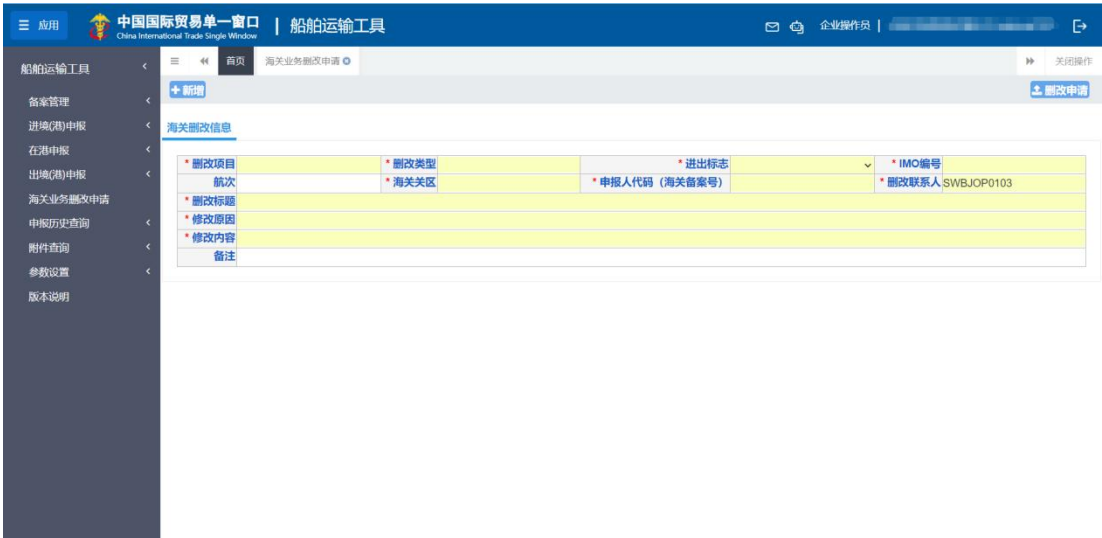 应用 中国国际贸易单一窗口 | 船舶运输工具 企业操作员 |
China International Trade Single Window
船舶运输工具
备案管理
进境(港)申报
在港申报
出境(港)申报
海关业务删改申请
申报历史查询
附件查询
参数设置
版本说明
首页 海关业务删改申请 关闭操作
新增 删改申请
海关删改信息
* 删改项目 * 删改类型 * 进出标志 * IMO编号
航次 * 海关关区 * 申报人代码（海关备案号） * 删改联系人 SWBJOP0103
* 删改标题
* 修改原因
* 修改内容
备注